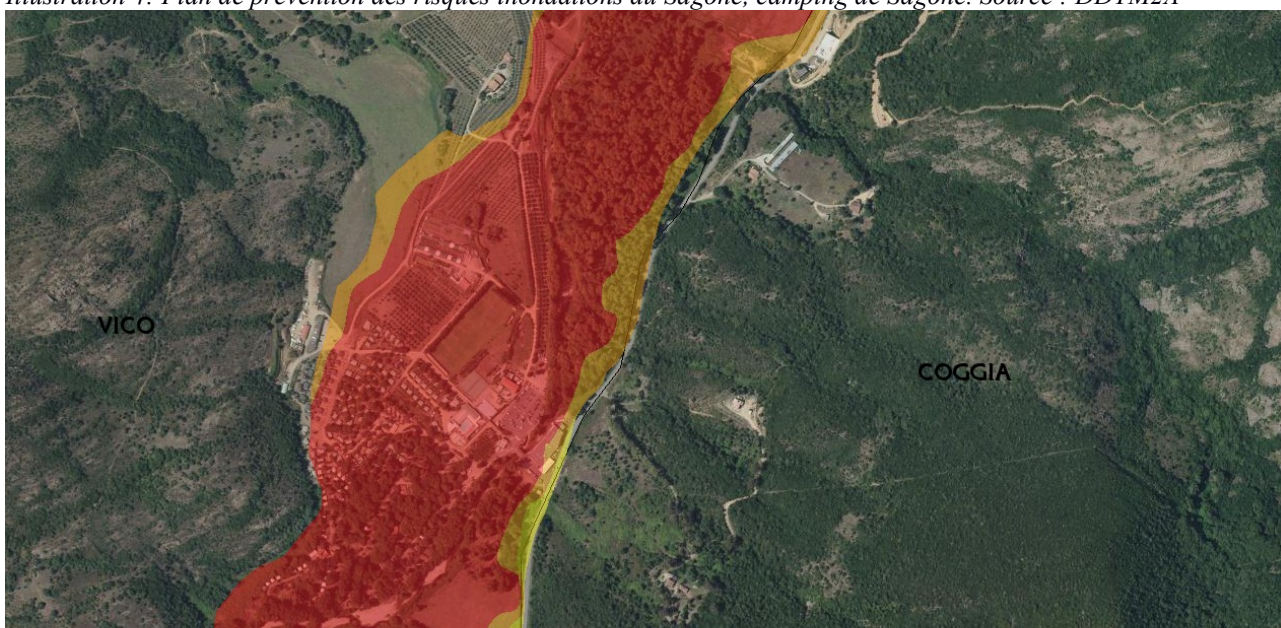 Illustration 4: Plan de prévention des risques inondations du Sagone, camping de Sagone. Source : DDTM2A
VICO
COGGIA